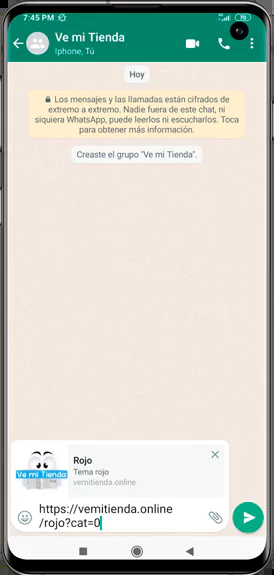 7:45 PM
70
Ve mi Tienda
Iphone, Tú
Hoy
Los mensajes y las llamadas están cifrados de
extremo a extremo. Nadie fuera de este chat, ni
siquiera WhatsApp, puede leerlos ni escucharlos. Toca
para obtener más información.
Creaste el grupo "Ve mi Tienda".
Rojo
Ve mi Tienda
Tema rojo
vemitienda.online
https://vemitienda.online
/rojo?cat=0